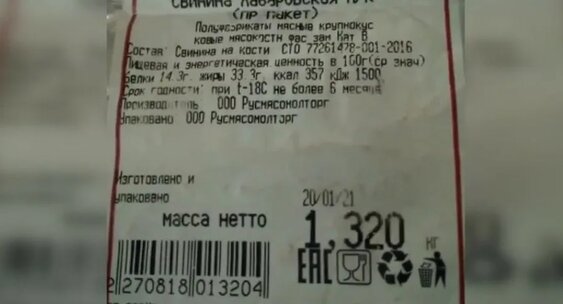 Свинина Хабаровская
(пр пакет)
Полуфабрикаты мясные крупнокус
ковые мясокостн фас зам Кат В
Состав: Свинина на кости СТО 77261478-001-2016
Пищевая и энергетическая ценность в 100г(ср знач)
белки 14.3г. жиры 33.3г. ккал 357 кДж 1500
Срок годности: при t-18С не более 6 месяца
Производитель ООО Русмясомолторг
Упаковано ООО Русмясомолторг
Изготовлено и
упаковано 20/01/21
масса нетто 1,320 кг
EAC
2 270818 013204